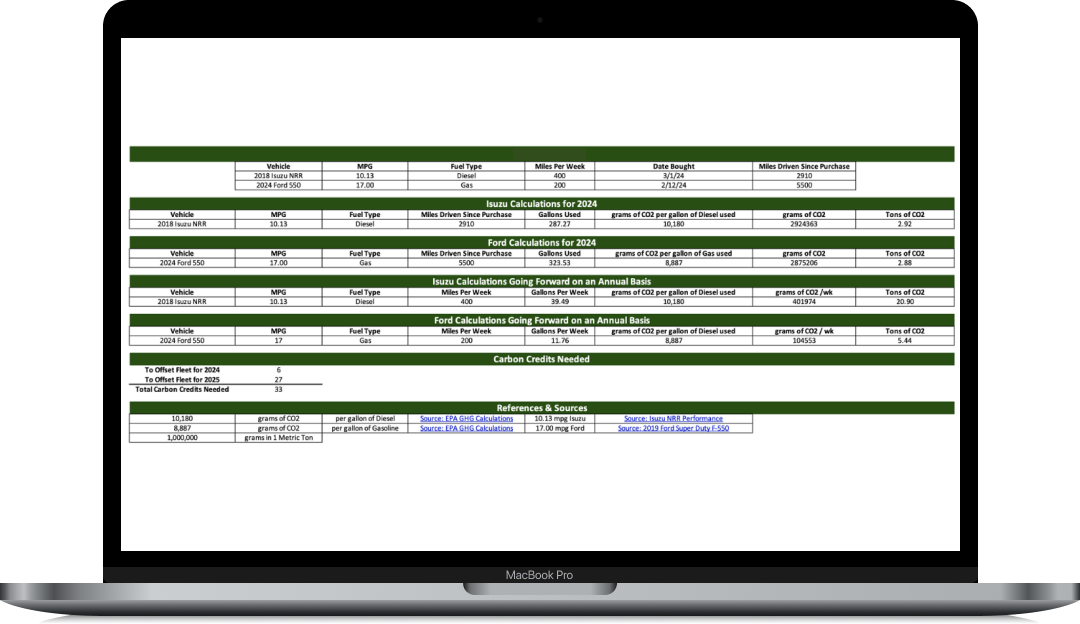 Vehicle MPG Fuel Type Miles Per Week Date Bought Miles Driven Since Purchase
2018 Isuzu NRR 10.13 Diesel 400 3/1/24 2910
2024 Ford 550 17.00 Gas 200 2/12/24 5500
Isuzu Calculations for 2024
Vehicle MPG Fuel Type Miles Driven Since Purchase Gallons Used grams of CO2 per gallon of Diesel used grams of CO2 Tons of CO2
2018 Isuzu NRR 10.13 Diesel 2910 287.27 10,180 2924363 2.92
Ford Calculations for 2024
Vehicle MPG Fuel Type Miles Driven Since Purchase Gallons Used grams of CO2 per gallon of Gas used grams of CO2 Tons of CO2
2024 Ford 550 17.00 Gas 5500 323.53 8,887 2875206 2.88
Isuzu Calculations Going Forward on an Annual Basis
Vehicle MPG Fuel Type Miles Per Week Gallons Per Week grams of CO2 per gallon of Diesel used grams of CO2 /wk Tons of CO2
2018 Isuzu NRR 10.13 Diesel 400 39.49 10,180 401974 20.90
Ford Calculations Going Forward on an Annual Basis
Vehicle MPG Fuel Type Miles Per Week Gallons Per Week grams of CO2 per gallon of Diesel used grams of CO2 / wk Tons of CO2
2024 Ford 550 17 Gas 200 11.76 8,887 104553 5.44
Carbon Credits Needed
To Offset Fleet for 2024 6
To Offset Fleet for 2025 27
Total Carbon Credits Needed 33
References & Sources
10,180 grams of CO2 per gallon of Diesel Source: EPA GHG Calculations 10.13 mpg Isuzu Source: Isuzu NRR Performance
8,887 grams of CO2 per gallon of Gasoline Source: EPA GHG Calculations 17.00 mpg Ford Source: 2019 Ford Super Duty F-550
1,000,000 grams in 1 Metric Ton
MacBook Pro